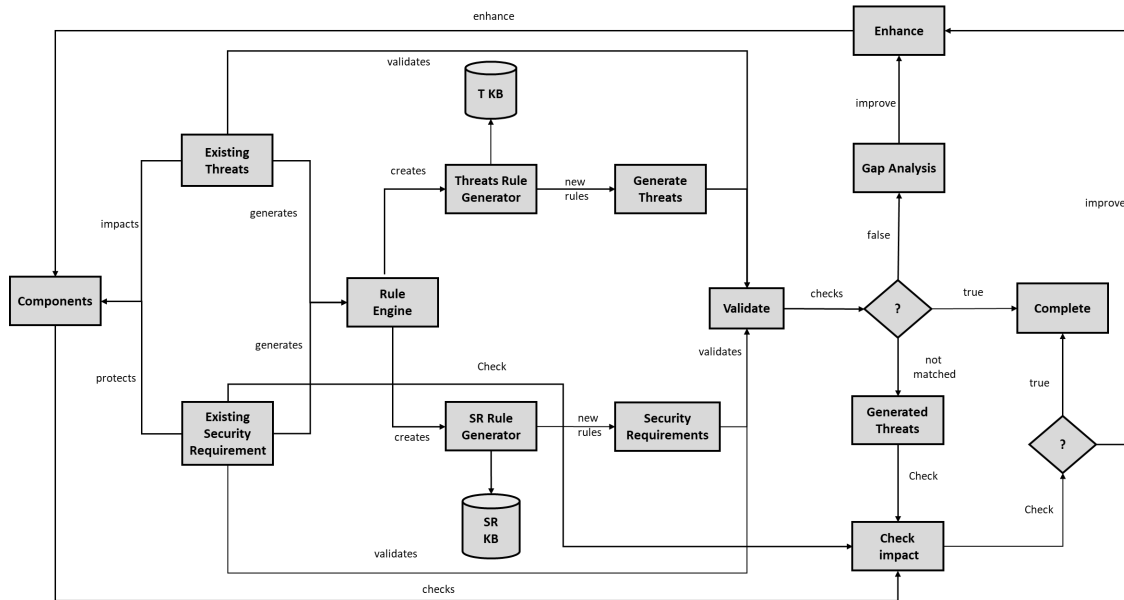 enhance
Enhance
validates
T KB
improve
Existing
Threats
creates
Threats Rule
Generator
new
rules
Generate
Threats
Gap Analysis
impacts
generates
improve
false
Components
Rule
Engine
Validate
checks
?
true
Complete
generates
validates
protects
Check
not
matched
true
Existing
Security
Requirement
creates
SR Rule
Generator
new
rules
Security
Requirements
Generated
Threats
?
Check
SR
KB
Check
Check
impact
validates
checks